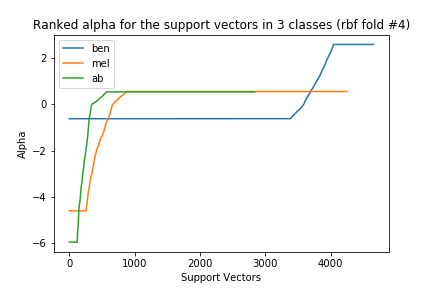 Ranked alpha for the support vectors in 3 classes (rbf fold #4)
ben
mel
ab
2
0
−2
−4
−6
Alpha
0 1000 2000 3000 4000
Support Vectors